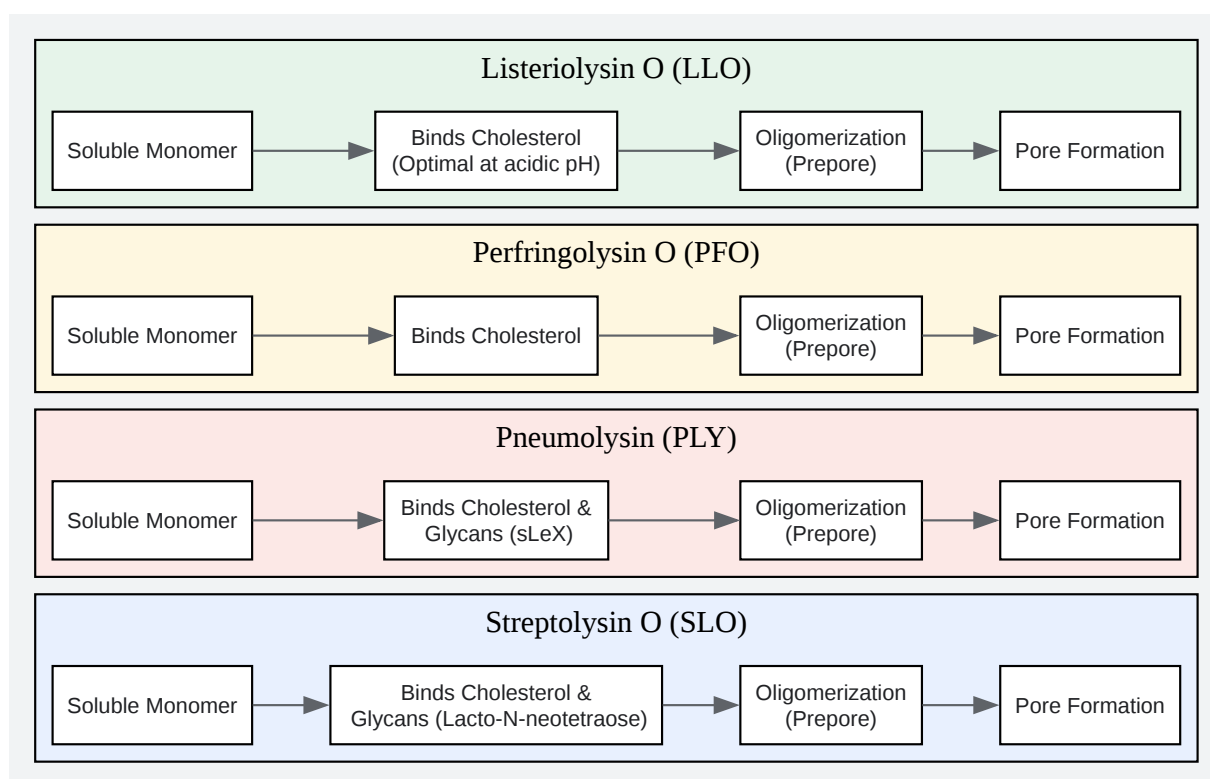 Listeriolysin O (LLO)
Soluble Monomer
Binds Cholesterol
(Optimal at acidic pH)
Oligomerization
(Prepore)
Pore Formation
Perfringolysin O (PFO)
Soluble Monomer
Binds Cholesterol
Oligomerization
(Prepore)
Pore Formation
Pneumolysin (PLY)
Soluble Monomer
Binds Cholesterol &
Glycans (sLeX)
Oligomerization
(Prepore)
Pore Formation
Streptolysin O (SLO)
Soluble Monomer
Binds Cholesterol &
Glycans (Lacto-N-neotetraose)
Oligomerization
(Prepore)
Pore Formation